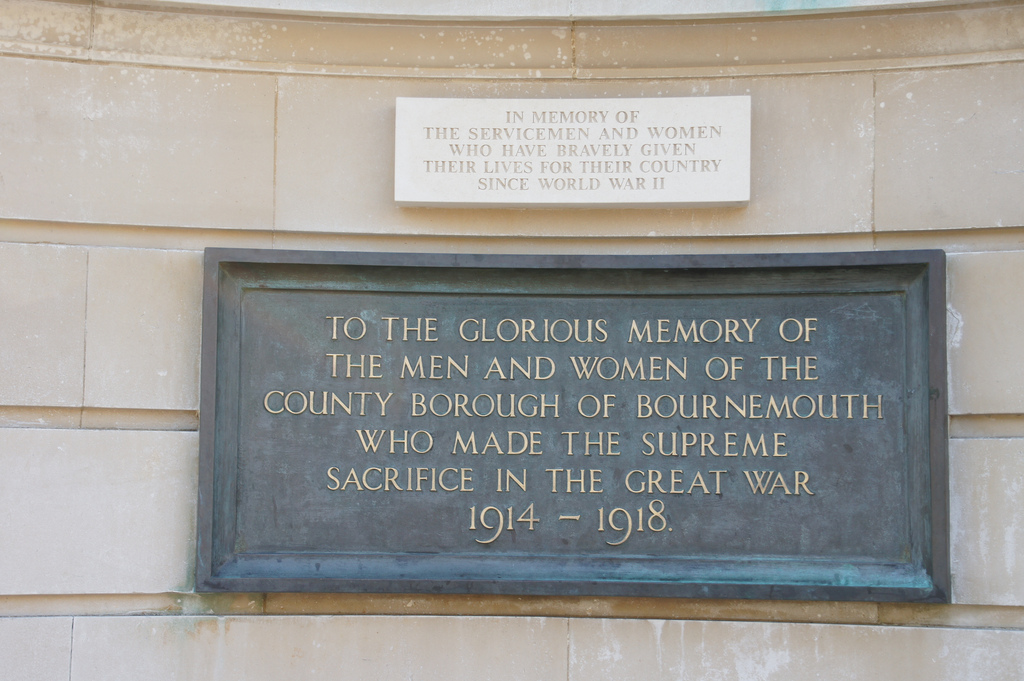 IN MEMORY OF
THE SERVICEMEN AND WOMEN
WHO HAVE BRAVELY GIVEN
THEIR LIVES FOR THEIR COUNTRY
SINCE WORLD WAR II
TO THE GLORIOUS MEMORY OF
THE MEN AND WOMEN OF THE
COUNTY BOROUGH OF BOURNEMOUTH
WHO MADE THE SUPREME
SACRIFICE IN THE GREAT WAR
1914 - 1918.